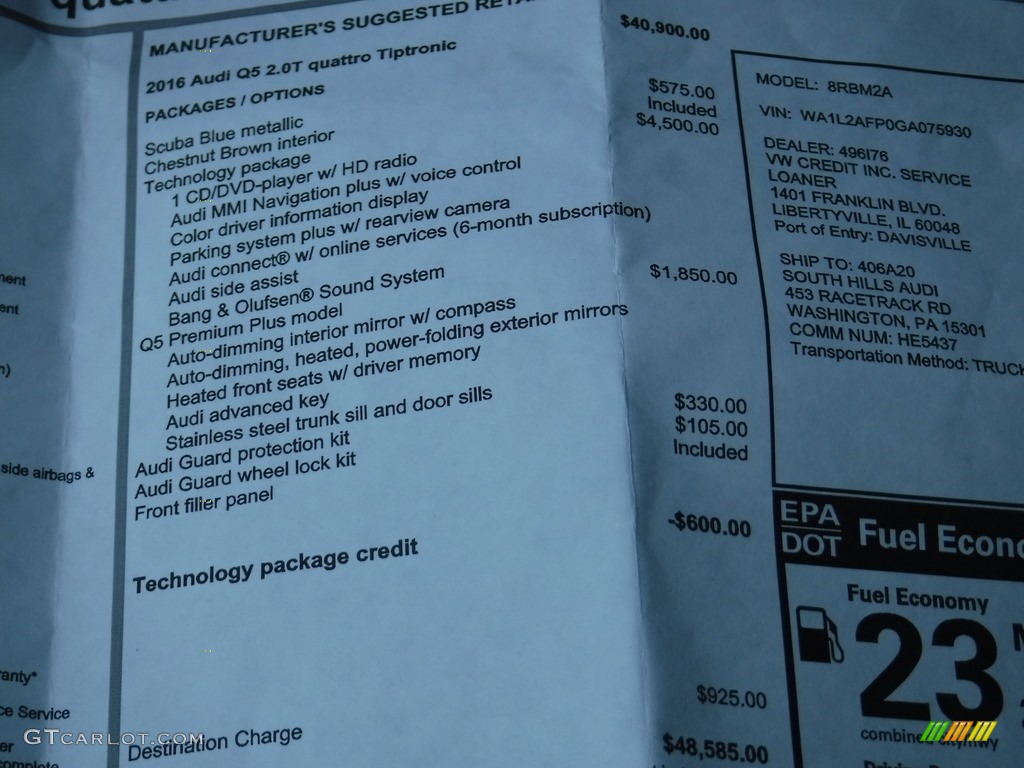 MANUFACTURER'S SUGGESTED
2016 Audi Q5 2.0T quattro Tiptronic $40,900.00
PACKAGES / OPTIONS
Scuba Blue metallic $575.00
Chestnut Brown interior Included
Technology package $4,500.00
1 CD/DVD-player w/ HD radio
Audi MMI Navigation plus w/ voice control
Color driver information display
Parking system plus w/ rearview camera
Audi connect® w/ online services (6-month subscription)
Audi side assist
Bang & Olufsen® Sound System
Q5 Premium Plus model $1,850.00
Auto-dimming interior mirror w/ compass
Auto-dimming, heated, power-folding exterior mirrors
Heated front seats w/ driver memory
Audi advanced key
Stainless steel trunk sill and door sills
Audi Guard protection kit $330.00
Audi Guard wheel lock kit $105.00
Front filler panel Included
Technology package credit -$600.00
Destination Charge $925.00
$48,585.00
MODEL: 8RBM2A
VIN: WA1L2AFP0GA075930
DEALER: 496I76
VW CREDIT INC. SERVICE
LOANER
1401 FRANKLIN BLVD.
LIBERTYVILLE, IL 60048
Port of Entry: DAVISVILLE
SHIP TO: 406A20
SOUTH HILLS AUDI
453 RACETRACK RD
WASHINGTON, PA 15301
COMM NUM: HE5437
Transportation Method: TRUCK
EPA
DOT
Fuel Econo
Fuel Economy
23
side airbags &
Service
GTCARLOT.COM